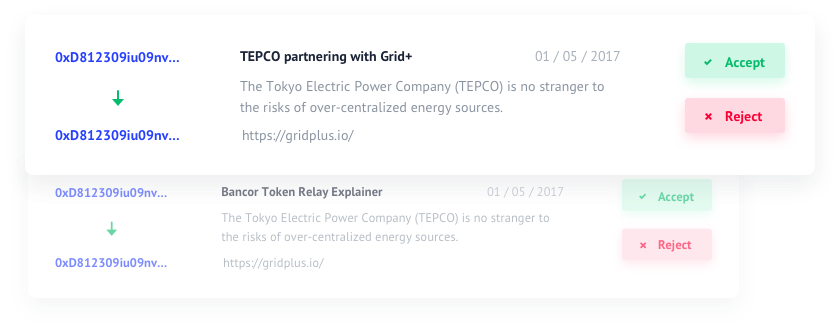 0xD812309iu09nv...
TEPCO partnering with Grid+
01 / 05 / 2017
Accept
The Tokyo Electric Power Company (TEPCO) is no stranger to
the risks of over-centralized energy sources.
Reject
0xD812309iu09nv...
https://gridplus.io/
0xD812309iu09nv...
Bancor Token Relay Explainer
01 / 05 / 2017
Accept
The Tokyo Electric Power Company (TEPCO) is no stranger to
the risks of over-centralized energy sources.
Reject
0xD812309iu09nv...
https://gridplus.io/